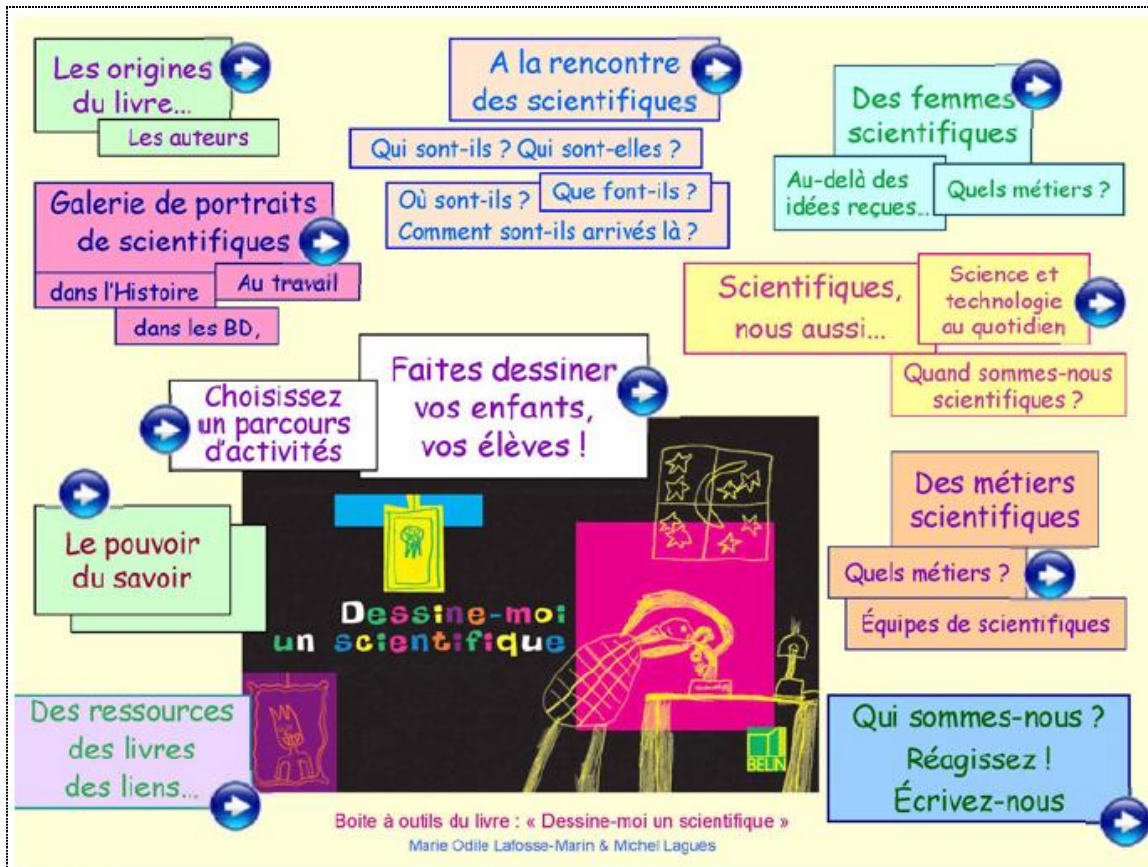 Les origines
du livre...
Les auteurs
A la rencontre
des scientifiques
Qui sont-ils ? Qui sont-elles ?
Où sont-ils ?
Que font-ils ?
Comment sont-ils arrivés là ?
Des femmes
scientifiques
Au-delà des
idées reçues...
Quels métiers ?
Galerie de portraits
de scientifiques
dans l'Histoire
Au travail
dans les BD,
Scientifiques,
nous aussi...
Science et
technologie
au quotidien
Quand sommes-nous
scientifiques ?
Choisissez
un parcours
d'activités
Faites dessiner
vos enfants,
vos élèves !
Le pouvoir
du savoir
Dessine-moi
un scientifique
BELIN
Des métiers
scientifiques
Quels métiers ?
Équipes de scientifiques
Des ressources
des livres
des liens...
Qui sommes-nous ?
Réagissez !
Écrivez-nous
Boite à outils du livre : « Dessine-moi un scientifique »
Marie Odile Lafosse-Marin & Michel Laguës